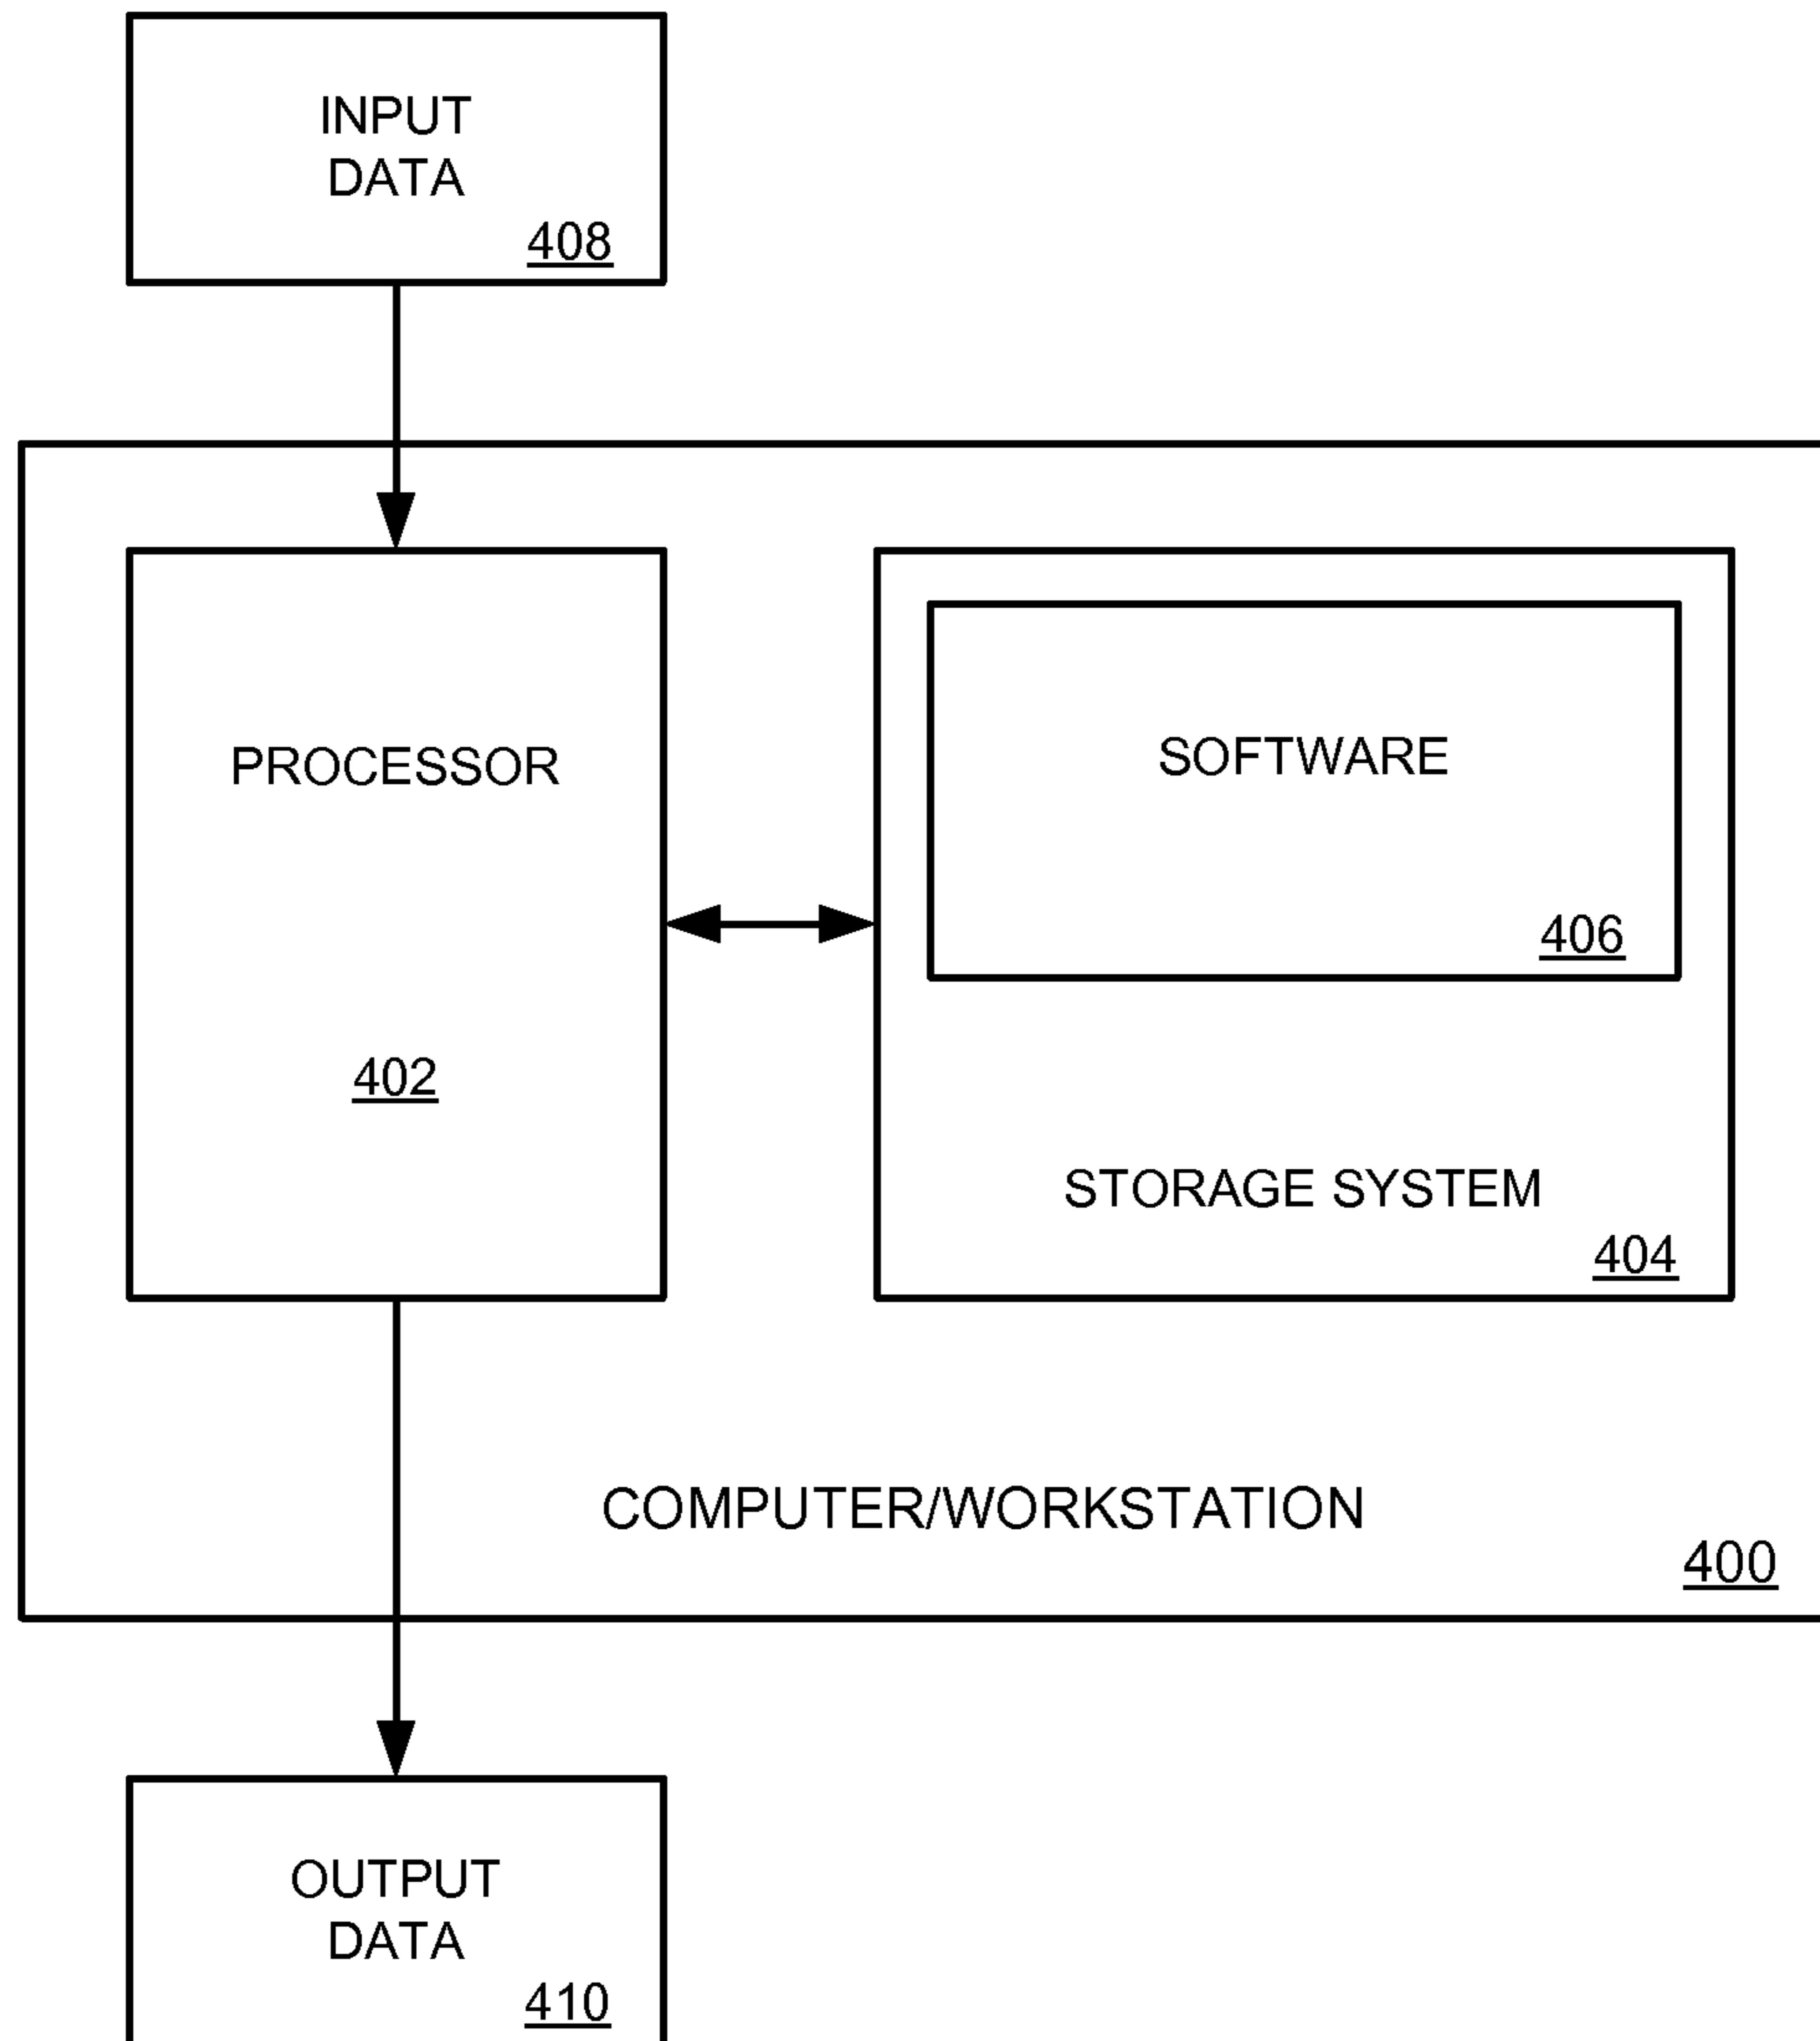 INPUT
DATA
408
PROCESSOR
402
SOFTWARE
406
STORAGE SYSTEM
404
COMPUTER/WORKSTATION
400
OUTPUT
DATA
410